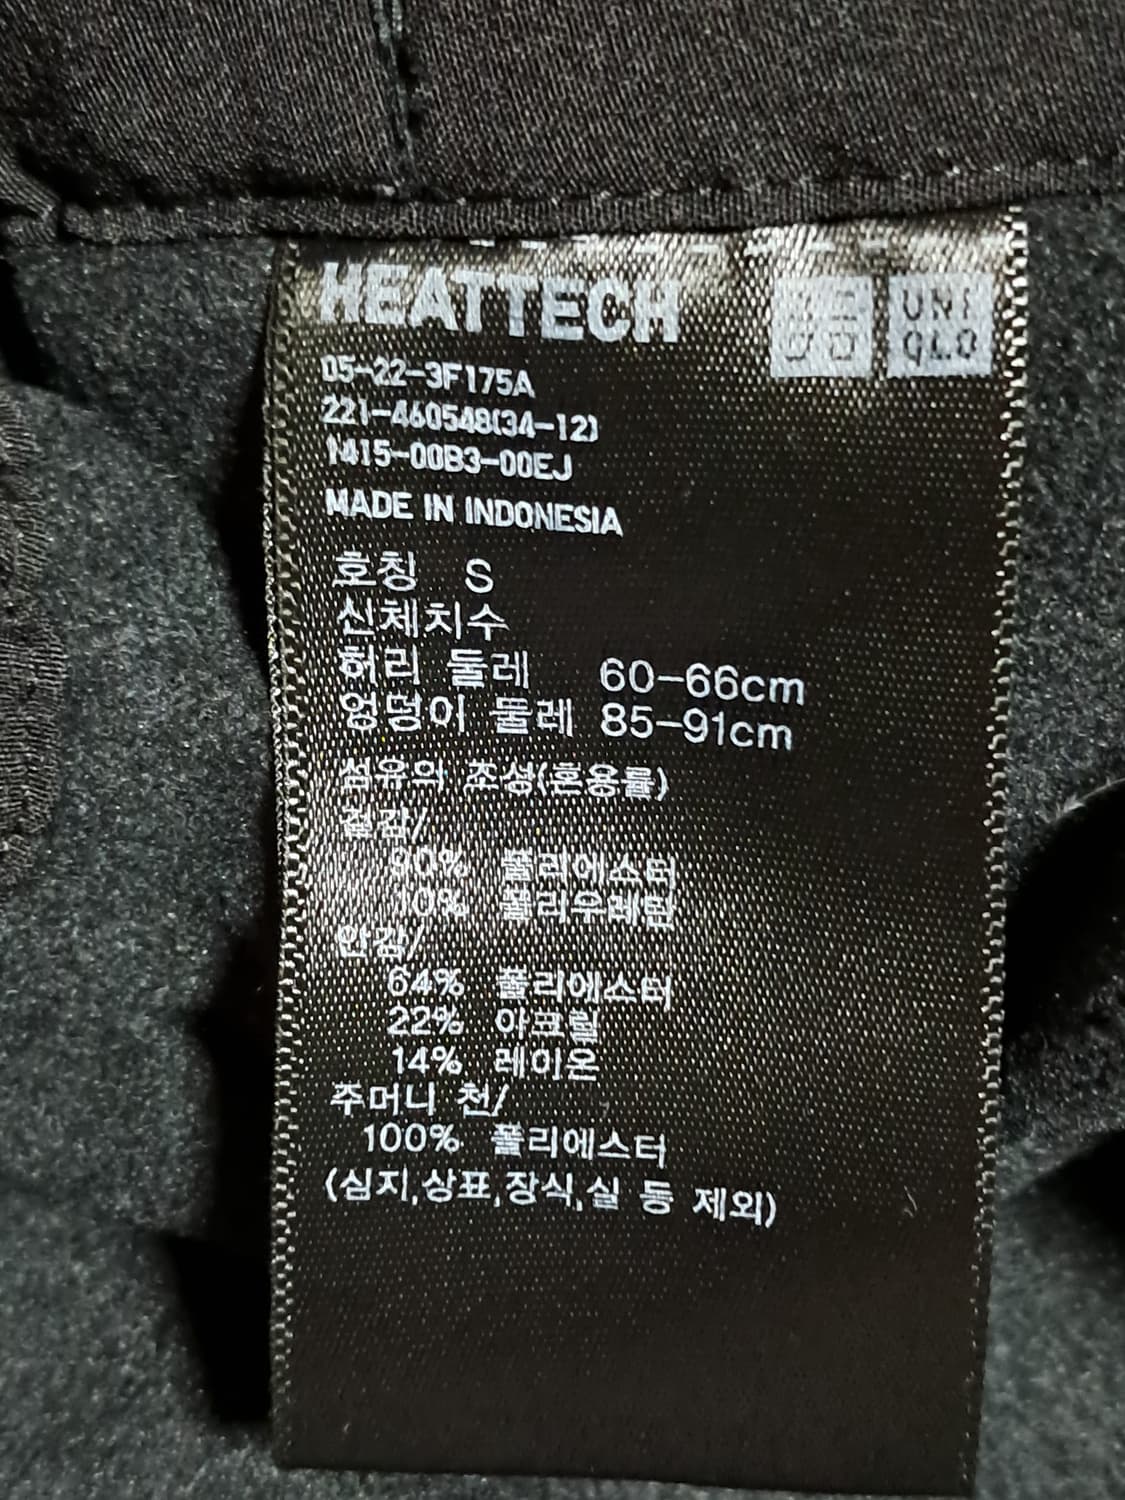 HEATTECH
UNI
QLO
05-22-3F175A
221-460548(34-12)
1415-00B3-00EJ
MADE IN INDONESIA
호칭 S
신체치수
허리 둘레 60-66cm
엉덩이 둘레 85-91cm
섬유의 조성(혼용률)
겉감/
90% 폴리에스터
10% 폴리우레탄
안감/
64% 폴리에스터
22% 아크릴
14% 레이온
주머니 천/
100% 폴리에스터
(심지,상표,장식,실 등 제외)